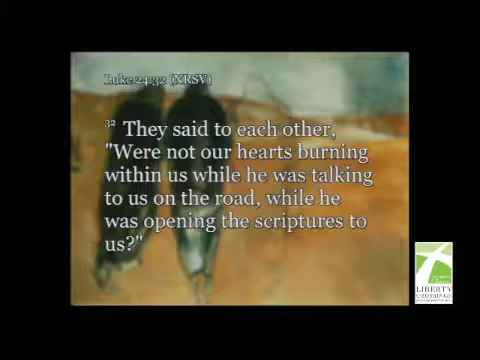 Luke 24:32 (NRSV)
32 They said to each other,
"Were not our hearts burning
within us while he was talking
to us on the road, while he
was opening the scriptures to
us?"
LIBERTY
CROSSINGS